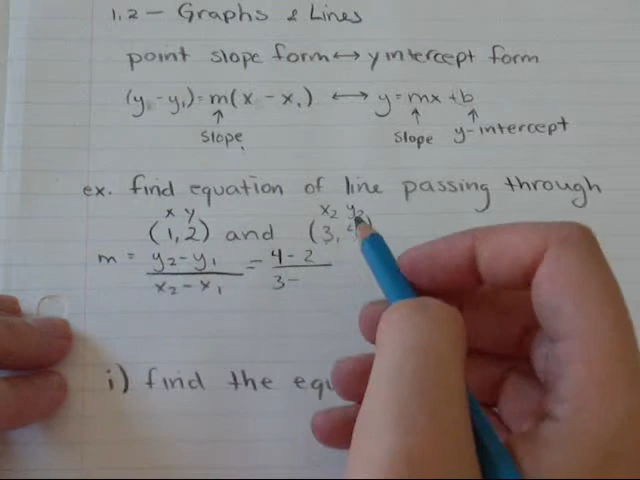 1.2 - Graphs & Lines
point slope form ↔ y intercept form
(y - y₁) = m(x - x₁) ↔ y = mx + b
↑ ↑ ↑
slope slope y-intercept
ex. find equation of line passing through
x y x₂ y₂
(1, 2) and (3, 4)
m = y₂ - y₁ / x₂ - x₁ = 4 - 2 / 3 -
i) find the